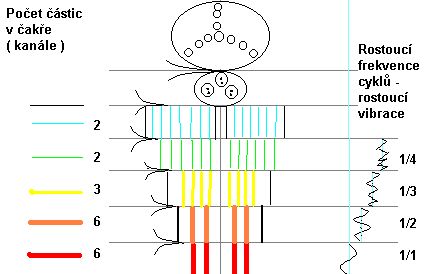 Počet částic
v čakře
( kanále )
Rostoucí
frekvence
cyklů -
rostoucí
vibrace
2
2
1/4
3
1/3
6
1/2
6
1/1